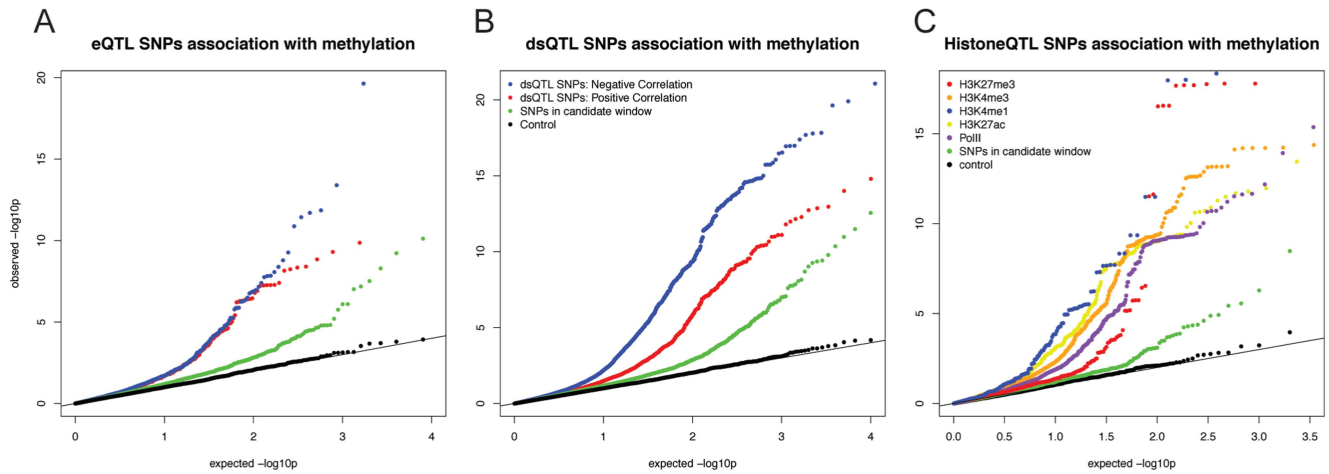 A
eQTL SNPs association with methylation
observed −log10p
20
15
10
5
0
0 1 2 3 4
expected −log10p
B
dsQTL SNPs association with methylation
dsQTL SNPs: Negative Correlation
dsQTL SNPs: Positive Correlation
SNPs in candidate window
Control
20
15
10
5
0
0 1 2 3 4
expected −log10p
C
HistoneQTL SNPs association with methylation
H3K27me3
H3K4me3
H3K4me1
H3K27ac
PolII
SNPs in candidate window
control
15
10
5
0
0.0 0.5 1.0 1.5 2.0 2.5 3.0 3.5
expected −log10p